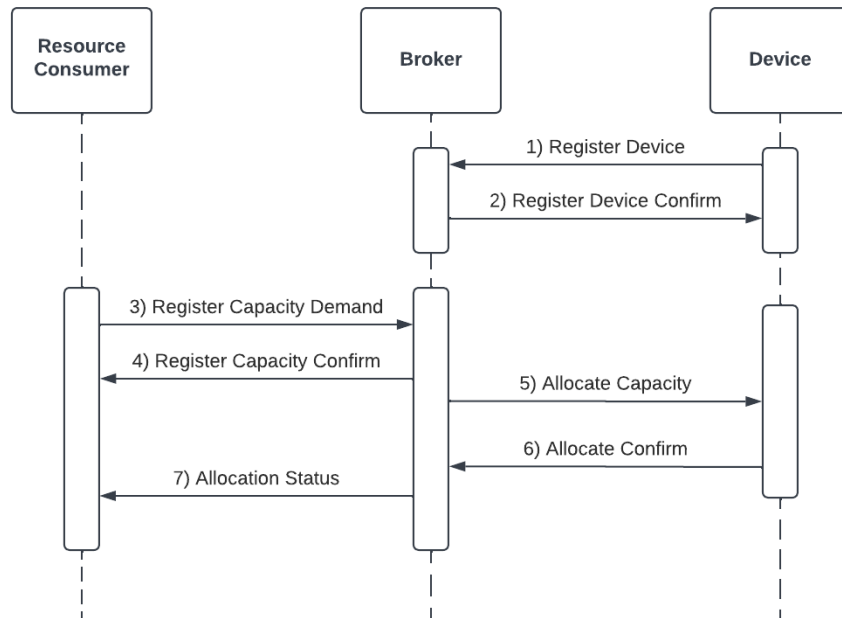 Resource
Consumer
Broker
Device
1) Register Device
2) Register Device Confirm
3) Register Capacity Demand
4) Register Capacity Confirm
5) Allocate Capacity
6) Allocate Confirm
7) Allocation Status